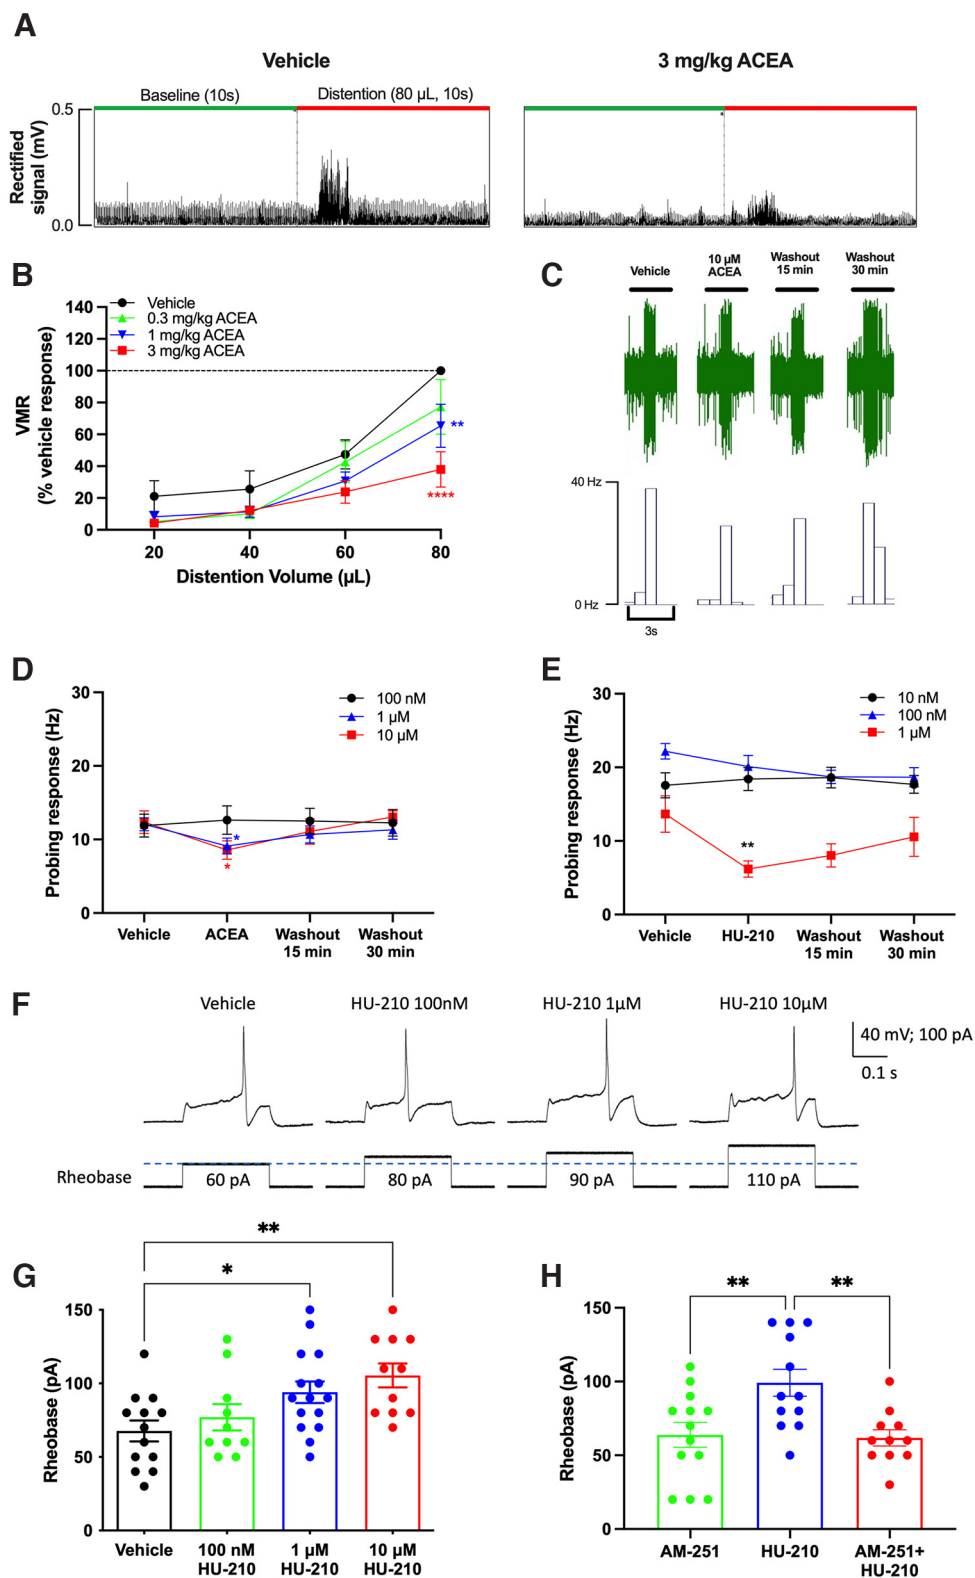 A
Vehicle
3 mg/kg ACEA
Baseline (10s)
Distention (80 µL, 10s)
0.5
Rectified
signal (mV)
0.0
B
Vehicle
0.3 mg/kg ACEA
1 mg/kg ACEA
3 mg/kg ACEA
140
120
100
80
60
40
20
0
VMR
(% vehicle response)
**
****
20
40
60
80
Distention Volume (µL)
C
Vehicle
10 µM
ACEA
Washout
15 min
Washout
30 min
40 Hz
0 Hz
3s
D
100 nM
1 µM
10 µM
30
20
10
0
Probing response (Hz)
*
*
Vehicle
ACEA
Washout
15 min
Washout
30 min
E
10 nM
100 nM
1 µM
30
20
10
0
Probing response (Hz)
**
Vehicle
HU-210
Washout
15 min
Washout
30 min
F
Vehicle
HU-210 100nM
HU-210 1µM
HU-210 10µM
40 mV; 100 pA
0.1 s
Rheobase
60 pA
80 pA
90 pA
110 pA
G
**
*
150
100
50
0
Rheobase (pA)
Vehicle
100 nM
HU-210
1 µM
HU-210
10 µM
HU-210
H
**
**
150
100
50
0
Rheobase (pA)
AM-251
HU-210
AM-251+
HU-210